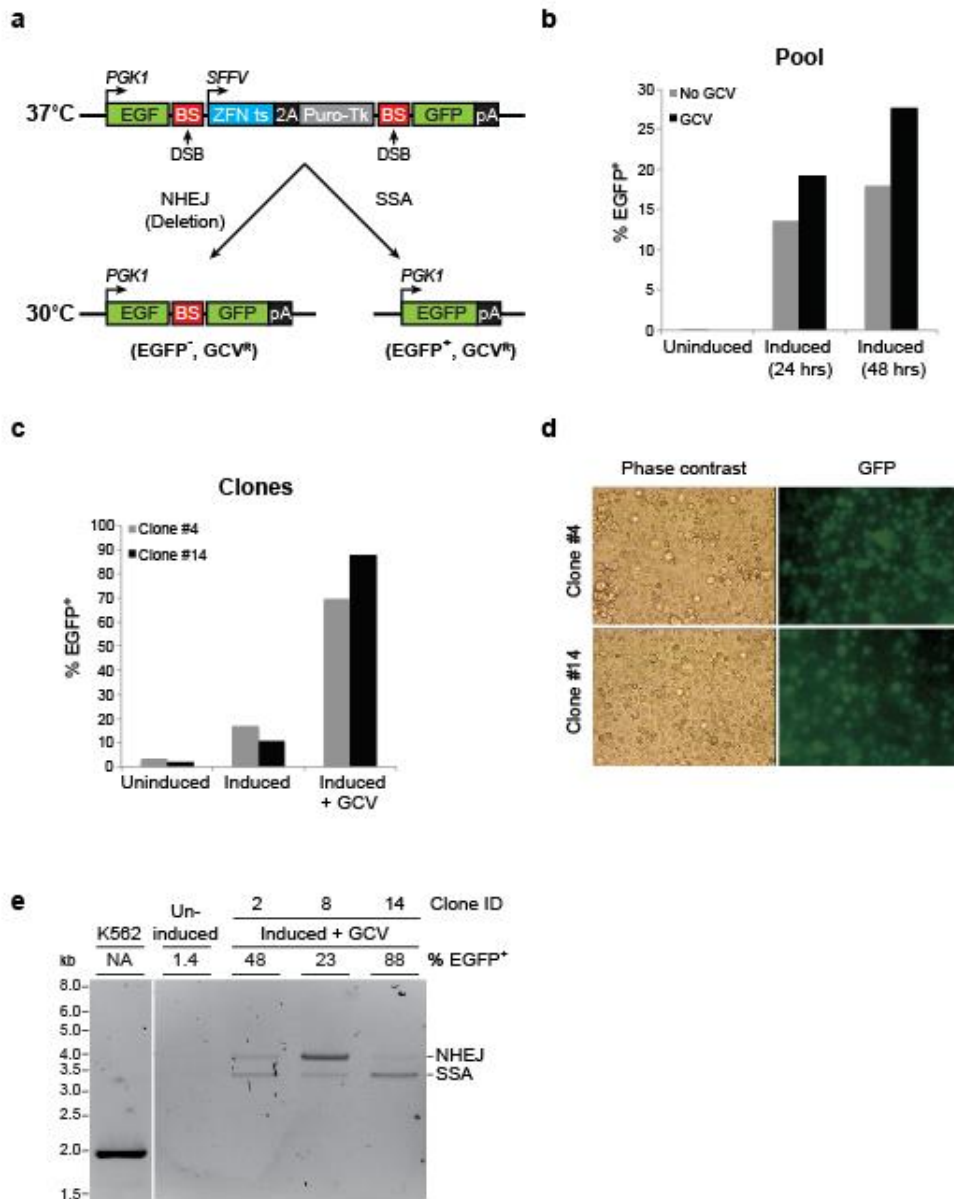 a
PGK1 SFFV
37°C EGF BS ZFN ts 2A Puro-Tk BS GFP pA
DSB DSB
NHEJ
(Deletion)
SSA
PGK1 PGK1
30°C EGF BS GFP pA EGFP pA
(EGFP⁻, GCVᴿ) (EGFP⁺, GCVᴿ)
b
Pool
No GCV
GCV
% EGFP⁺
30
25
20
15
10
5
0
Uninduced Induced Induced
(24 hrs) (48 hrs)
c
Clones
Clone #4
Clone #14
% EGFP⁺
100
90
80
70
60
50
40
30
20
10
0
Uninduced Induced Induced
+ GCV
d
Phase contrast GFP
Clone #4
Clone #14
e
2 8 14 Clone ID
K562 Un-
induced Induced + GCV
kb NA 1.4 48 23 88 % EGFP⁺
8.0
6.0
5.0
4.0
3.5
3.0
2.5
2.0
1.5
NHEJ
SSA